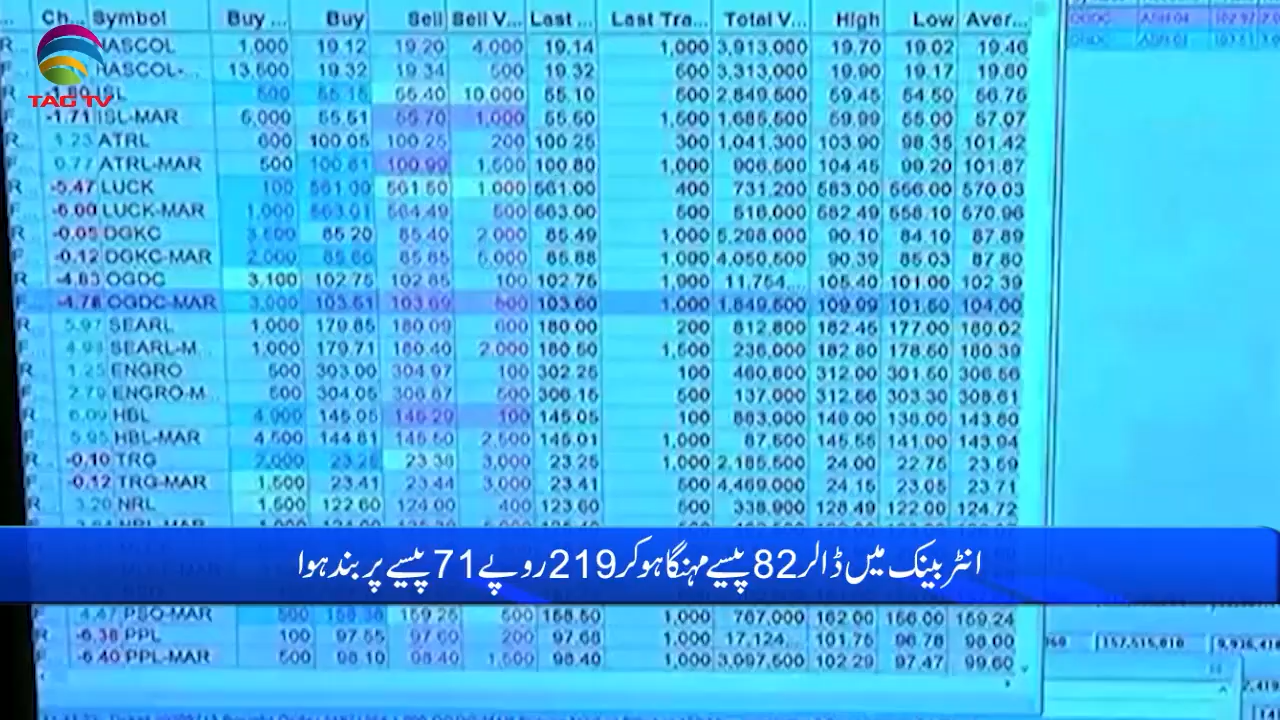 Ch... Symbol Buy ... Buy Sell Sell V... Last ... Last Tra... Total V... High Low Aver...
R HASCOL 1,000 19.12 19.20 4,000 19.14 1,000 3,913,000 19.70 19.02 19.46
F HASCOL-... 13,500 19.32 19.34 500 19.32 500 3,313,000 19.90 19.17 19.60
TAG TV
R ISL 500 55.15 55.40 10,000 55.10 500 2,849,500 59.45 54.50 56.75
F -1.71 ISL-MAR 5,000 55.51 55.70 1,000 55.50 1,500 1,685,500 59.99 55.00 57.07
R 1.23 ATRL 600 100.05 100.25 200 100.25 300 1,041,300 103.90 98.35 101.42
F 0.77 ATRL-MAR 500 100.61 100.99 1,500 100.80 1,000 906,500 104.45 99.20 101.87
R -5.47 LUCK 100 561.00 561.50 1,000 561.00 400 731,200 583.00 556.00 570.03
F -6.00 LUCK-MAR 1,000 563.01 564.49 500 563.00 500 516,000 582.49 558.10 570.96
R -0.05 DGKC 3,500 85.20 85.40 2,000 85.49 1,000 5,298,000 90.10 84.10 87.89
F -0.12 DGKC-MAR 2,000 85.60 85.85 5,000 85.88 1,000 4,050,500 90.39 85.03 87.80
R -4.83 OGDC 3,100 102.75 102.85 100 102.75 1,900 11,754... 105.40 101.00 102.39
F -4.78 OGDC-MAR 3,000 103.51 103.69 500 103.60 1,000 1,849,500 109.99 101.50 104.00
R 5.97 SEARL 1,000 179.85 180.09 600 180.00 200 812,800 182.45 177.00 180.02
F 4.93 SEARL-M... 1,000 179.71 180.40 2,000 180.50 1,500 236,000 182.80 178.50 180.39
R 1.25 ENGRO 500 303.00 304.97 100 302.25 100 460,800 312.00 301.50 306.56
F 2.70 ENGRO-M... 500 304.05 306.67 500 306.15 500 137,000 312.56 303.30 308.61
R 6.09 HBL 4,900 145.05 145.20 100 145.05 100 883,900 146.00 138.00 143.80
F 5.95 HBL-MAR 4,500 144.81 145.50 2,500 145.01 1,000 87,500 145.55 141.00 143.94
R -0.10 TRG 2,000 23.25 23.38 3,000 23.25 1,000 2,185,500 24.00 22.75 23.59
F -0.12 TRG-MAR 1,500 23.41 23.44 3,000 23.41 500 4,469,000 24.15 23.05 23.71
R 3.20 NRL 1,500 122.60 124.00 400 123.60 500 338,900 128.49 122.00 124.72
انٹر بینک میں ڈالر 82 پیسے مہنگا ہو کر 219 روپے 71 پیسے پر بند ہوا
F 4.47 PSO-MAR 500 158.38 159.25 500 158.50 1,000 767,000 162.00 156.00 159.24
R -6.38 PPL 100 97.55 97.60 200 97.68 1,000 17,124... 101.75 96.78 98.00
F -6.40 PPL-MAR 500 98.10 98.40 1,500 98.40 1,000 3,097,500 102.29 97.47 99.60
157,515,010